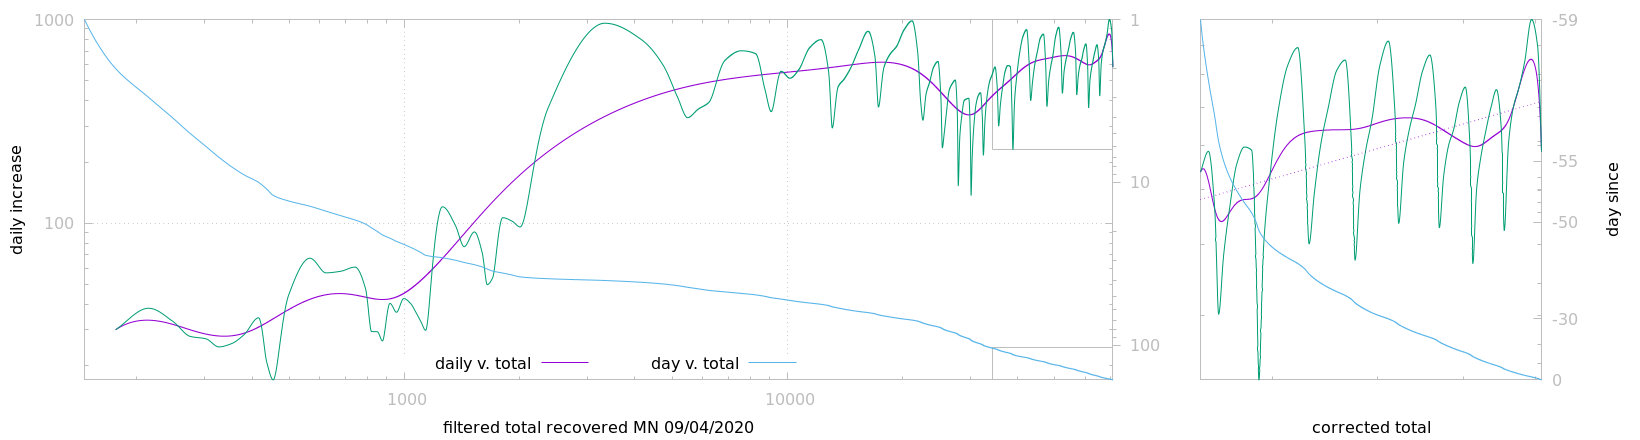 1000
100
daily increase
1000
10000
filtered total recovered MN 09/04/2020
daily v. total
day v. total
1
10
100
-59
-55
-50
-30
0
day since
corrected total